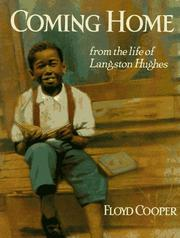 COMING HOME
from the life of
Langston Hughes
FLOYD COOPER